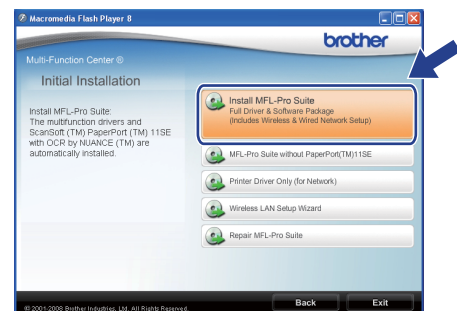 Macromedia Flash Player 8
brother
Multi-Function Center ®
Initial Installation
Install MFL-Pro Suite:
The multifunction drivers and
ScanSoft (TM) PaperPort (TM) 11SE
with OCR by NUANCE (TM) are
automatically installed.
Install MFL-Pro Suite
Full Driver & Software Package
(Includes Wireless & Wired Network Setup)
MFL-Pro Suite without PaperPort(TM)11SE
Printer Driver Only (for Network)
Wireless LAN Setup Wizard
Repair MFL-Pro Suite
© 2001-2008 Brother Industries, Ltd. All Rights Reserved.
Back
Exit